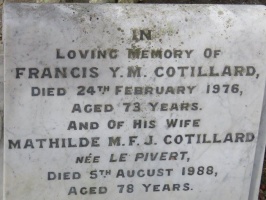 IN
LOVING MEMORY OF
FRANCIS Y. M. COTILLARD,
DIED 24TH FEBRUARY 1976,
AGED 73 YEARS.
AND OF HIS WIFE
MATHILDE M. F. J. COTILLARD
NÉE LE PIVERT,
DIED 5TH AUGUST 1988,
AGED 78 YEARS.